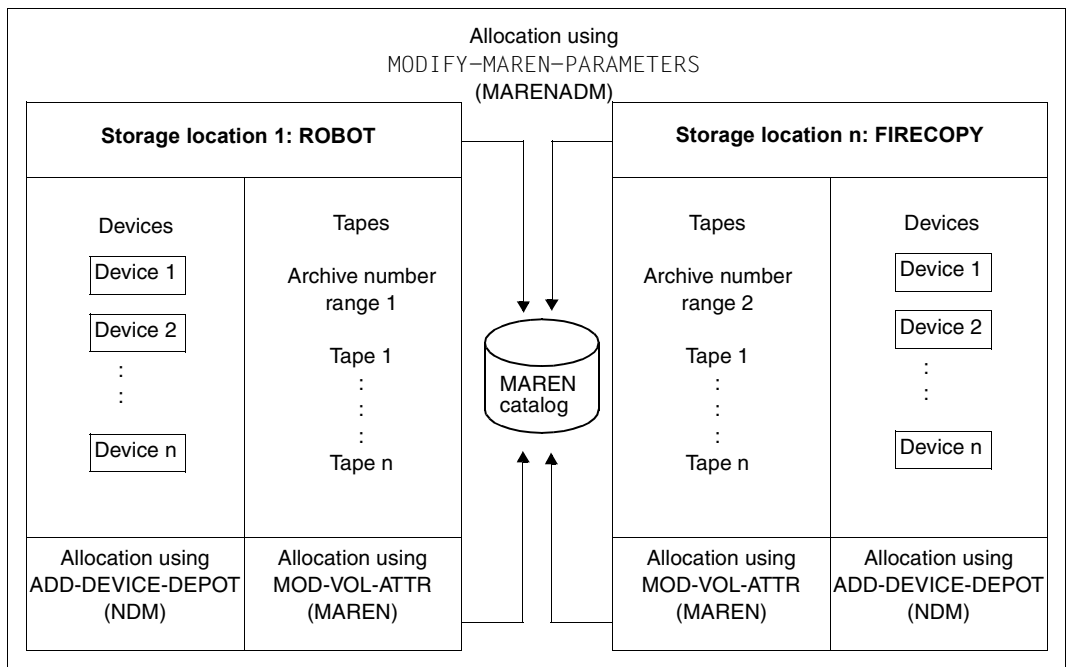 Allocation using
MODIFY-MAREN-PARAMETERS
(MARENADM)
Storage location 1: ROBOT
Devices
Device 1
Device 2
:
:
Device n
Tapes
Archive number
range 1
Tape 1
:
:
:
Tape n
Allocation using
ADD-DEVICE-DEPOT
(NDM)
Allocation using
MOD-VOL-ATTR
(MAREN)
MAREN
catalog
Storage location n: FIRECOPY
Tapes
Archive number
range 2
Tape 1
:
:
:
Tape n
Devices
Device 1
Device 2
:
:
Device n
Allocation using
MOD-VOL-ATTR
(MAREN)
Allocation using
ADD-DEVICE-DEPOT
(NDM)